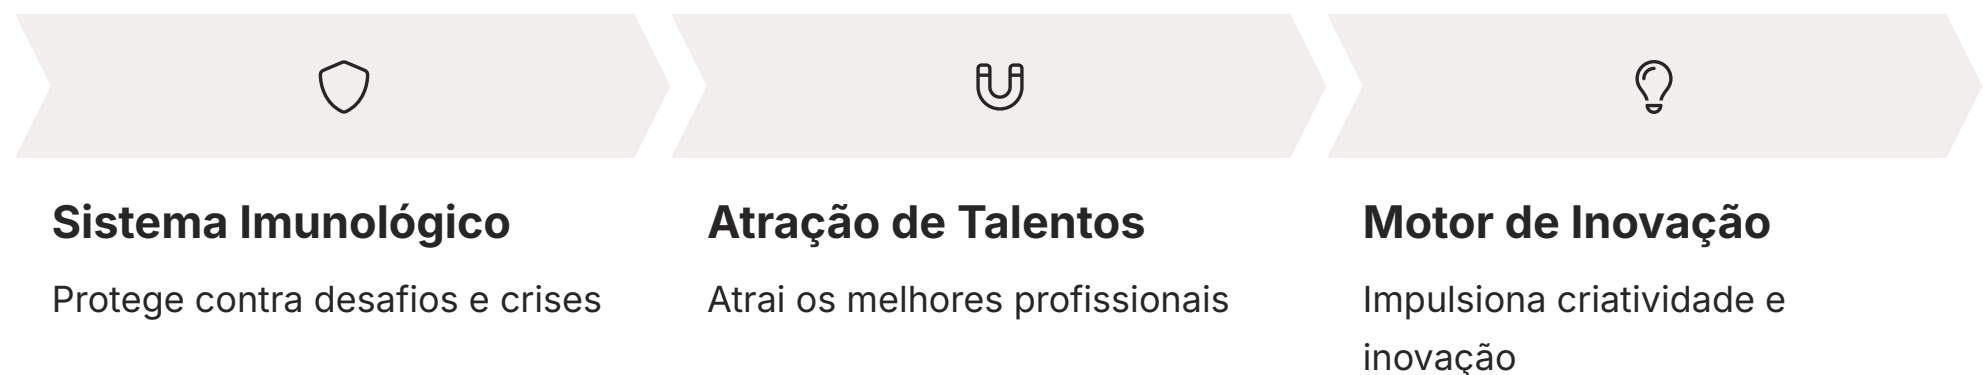 Sistema Imunológico
Protege contra desafios e crises
Atração de Talentos
Atrai os melhores profissionais
Motor de Inovação
Impulsiona criatividade e
inovação